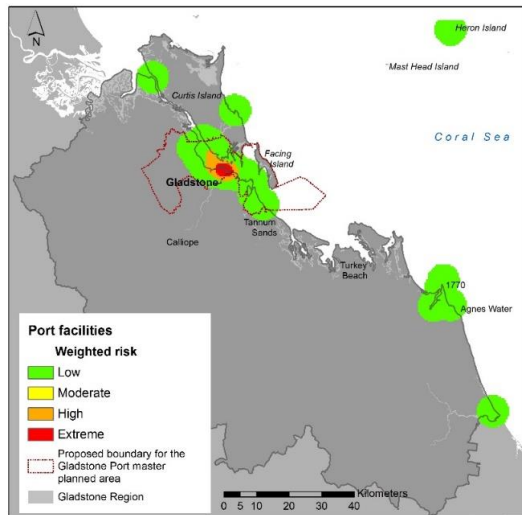 N
Heron Island
Mast Head Island
Curtis Island
Coral Sea
Facing
Island
Gladstone
Tannum
Sands
Calliope
Turkey
Beach
1770
Agnes Water
Port facilities
Weighted risk
Low
Moderate
High
Extreme
Proposed boundary for the
Gladstone Port master
planned area
Gladstone Region
Kilometers
0 5 10 20 30 40